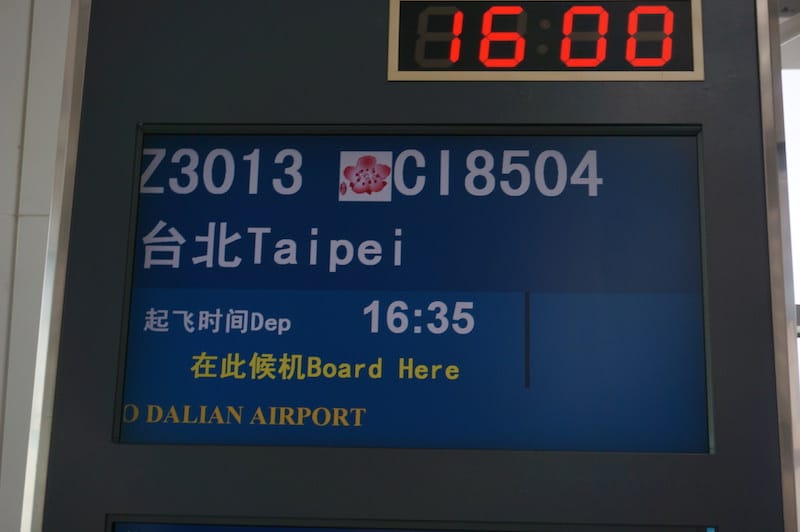 16:00
Z3013 CI8504
台北Taipei
起飞时间Dep 16:35
在此候机Board Here
O DALIAN AIRPORT